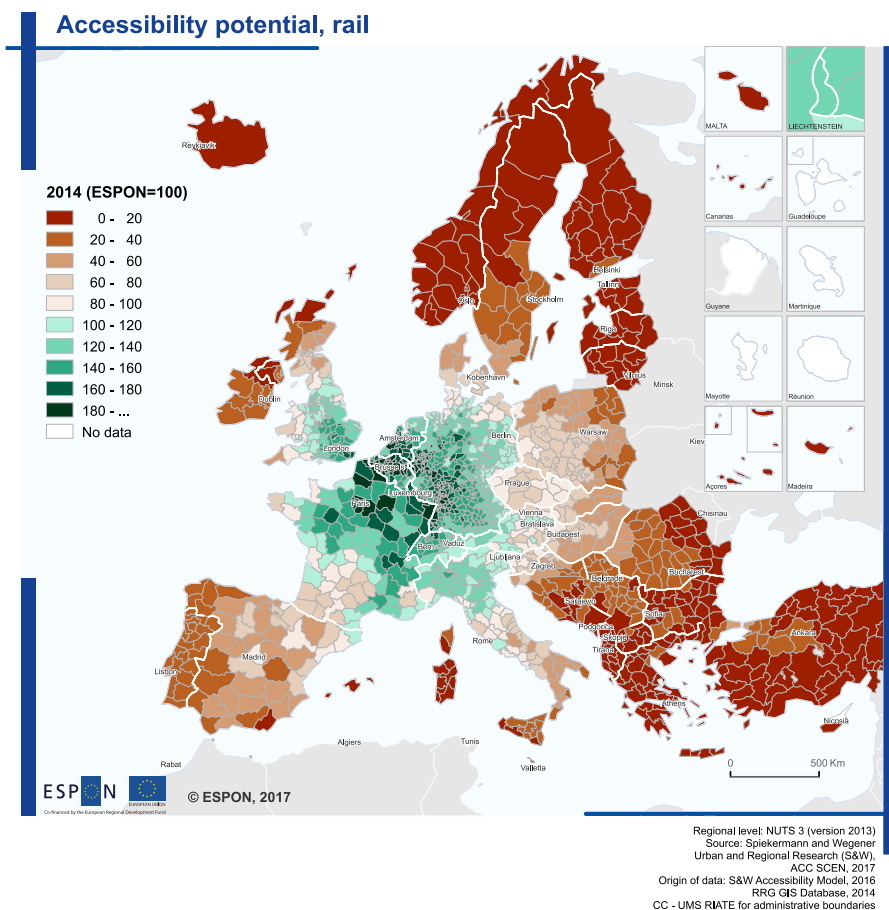 Accessibility potential, rail
2014 (ESPON=100)
0 - 20
20 - 40
40 - 60
60 - 80
80 - 100
100 - 120
120 - 140
140 - 160
160 - 180
180 - ...
No data
Reykjavik
MALTA
LIECHTENSTEIN
Canarias
Guadeloupe
Guyane
Martinique
Mayotte
Réunion
Açores
Madeira
Helsinki
Tallinn
Oslo
Stockholm
Riga
Vilnius
Minsk
København
Dublin
London
Amsterdam
Berlin
Warsaw
Kiev
Luxembourg
Paris
Prague
Vienna
Bratislava
Chisinau
Budapest
Bern
Vaduz
Ljubljana
Zagreb
Belgrade
Bucharest
Sarajevo
Sofia
Podgorica
Skopje
Tirana
Rome
Madrid
Lisbon
Ankara
Athens
Nicosia
Algiers
Tunis
Rabat
Valletta
0 500 Km
ESPON
EUROPEAN UNION
Co-financed by the European Regional Development Fund
© ESPON, 2017
Regional level: NUTS 3 (version 2013)
Source: Spiekermann and Wegener
Urban and Regional Research (S&W),
ACC SCEN, 2017
Origin of data: S&W Accessibility Model, 2016
RRG GIS Database, 2014
CC - UMS RIATE for administrative boundaries